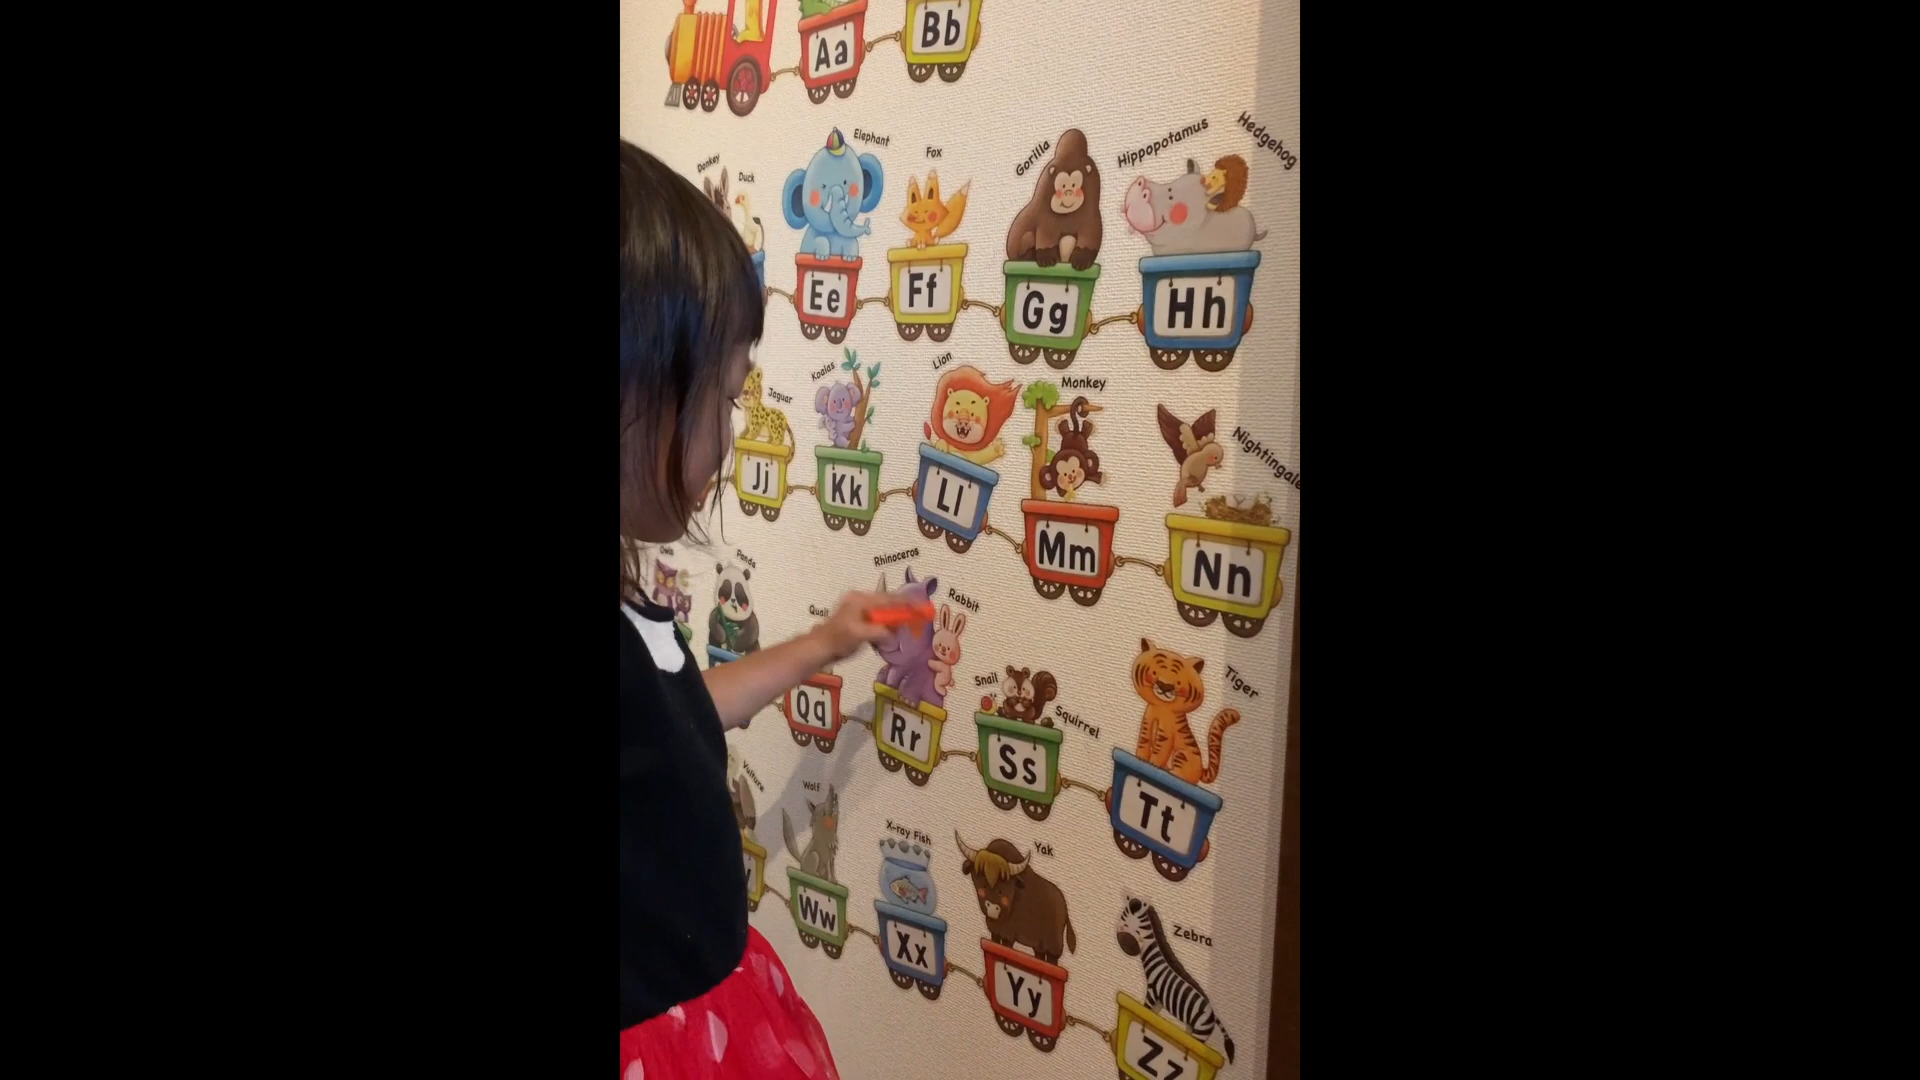 Aa
Bb
Donkey
Duck
Elephant
Fox
Gorilla
Hippopotamus
Hedgehog
Ee
Ff
Gg
Hh
Jaguar
Koalas
Lion
Monkey
Nightingale
Jj
Kk
Ll
Mm
Nn
Owls
Panda
Quail
Rhinoceros
Rabbit
Snail
Squirrel
Tiger
Qq
Rr
Ss
Tt
Vulture
Wolf
X-ray Fish
Yak
Zebra
Ww
Xx
Yy
Zz